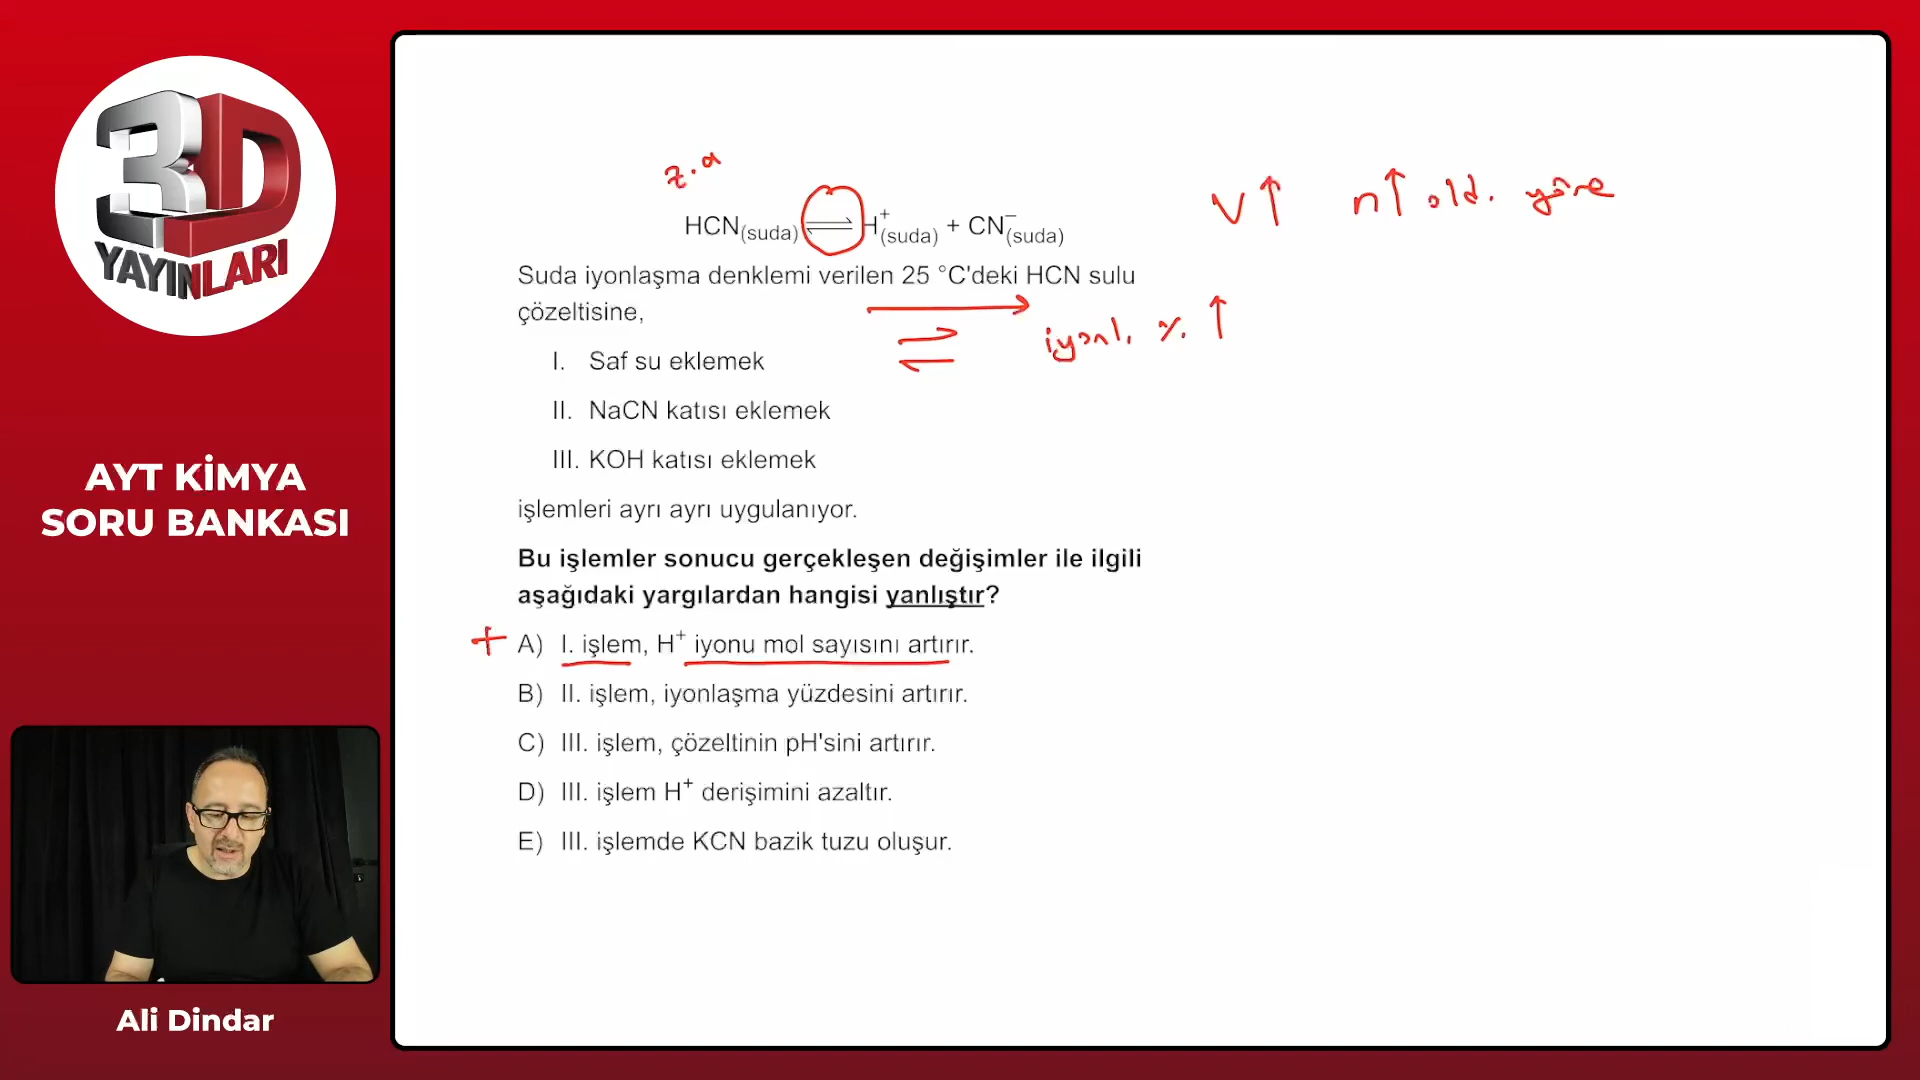 3D
YAYINLARI
AYT KİMYA
SORU BANKASI
Ali Dindar
z.a
HCN(suda) ⇌ H⁺(suda) + CN⁻(suda)
V↑ n↑ old. yöne
Suda iyonlaşma denklemi verilen 25 °C'deki HCN sulu
çözeltisine,
iyonl. %. ↑
I. Saf su eklemek
II. NaCN katısı eklemek
III. KOH katısı eklemek
işlemleri ayrı ayrı uygulanıyor.
Bu işlemler sonucu gerçekleşen değişimler ile ilgili
aşağıdaki yargılardan hangisi yanlıştır?
+ A) I. işlem, H⁺ iyonu mol sayısını artırır.
B) II. işlem, iyonlaşma yüzdesini artırır.
C) III. işlem, çözeltinin pH'sini artırır.
D) III. işlem H⁺ derişimini azaltır.
E) III. işlemde KCN bazik tuzu oluşur.